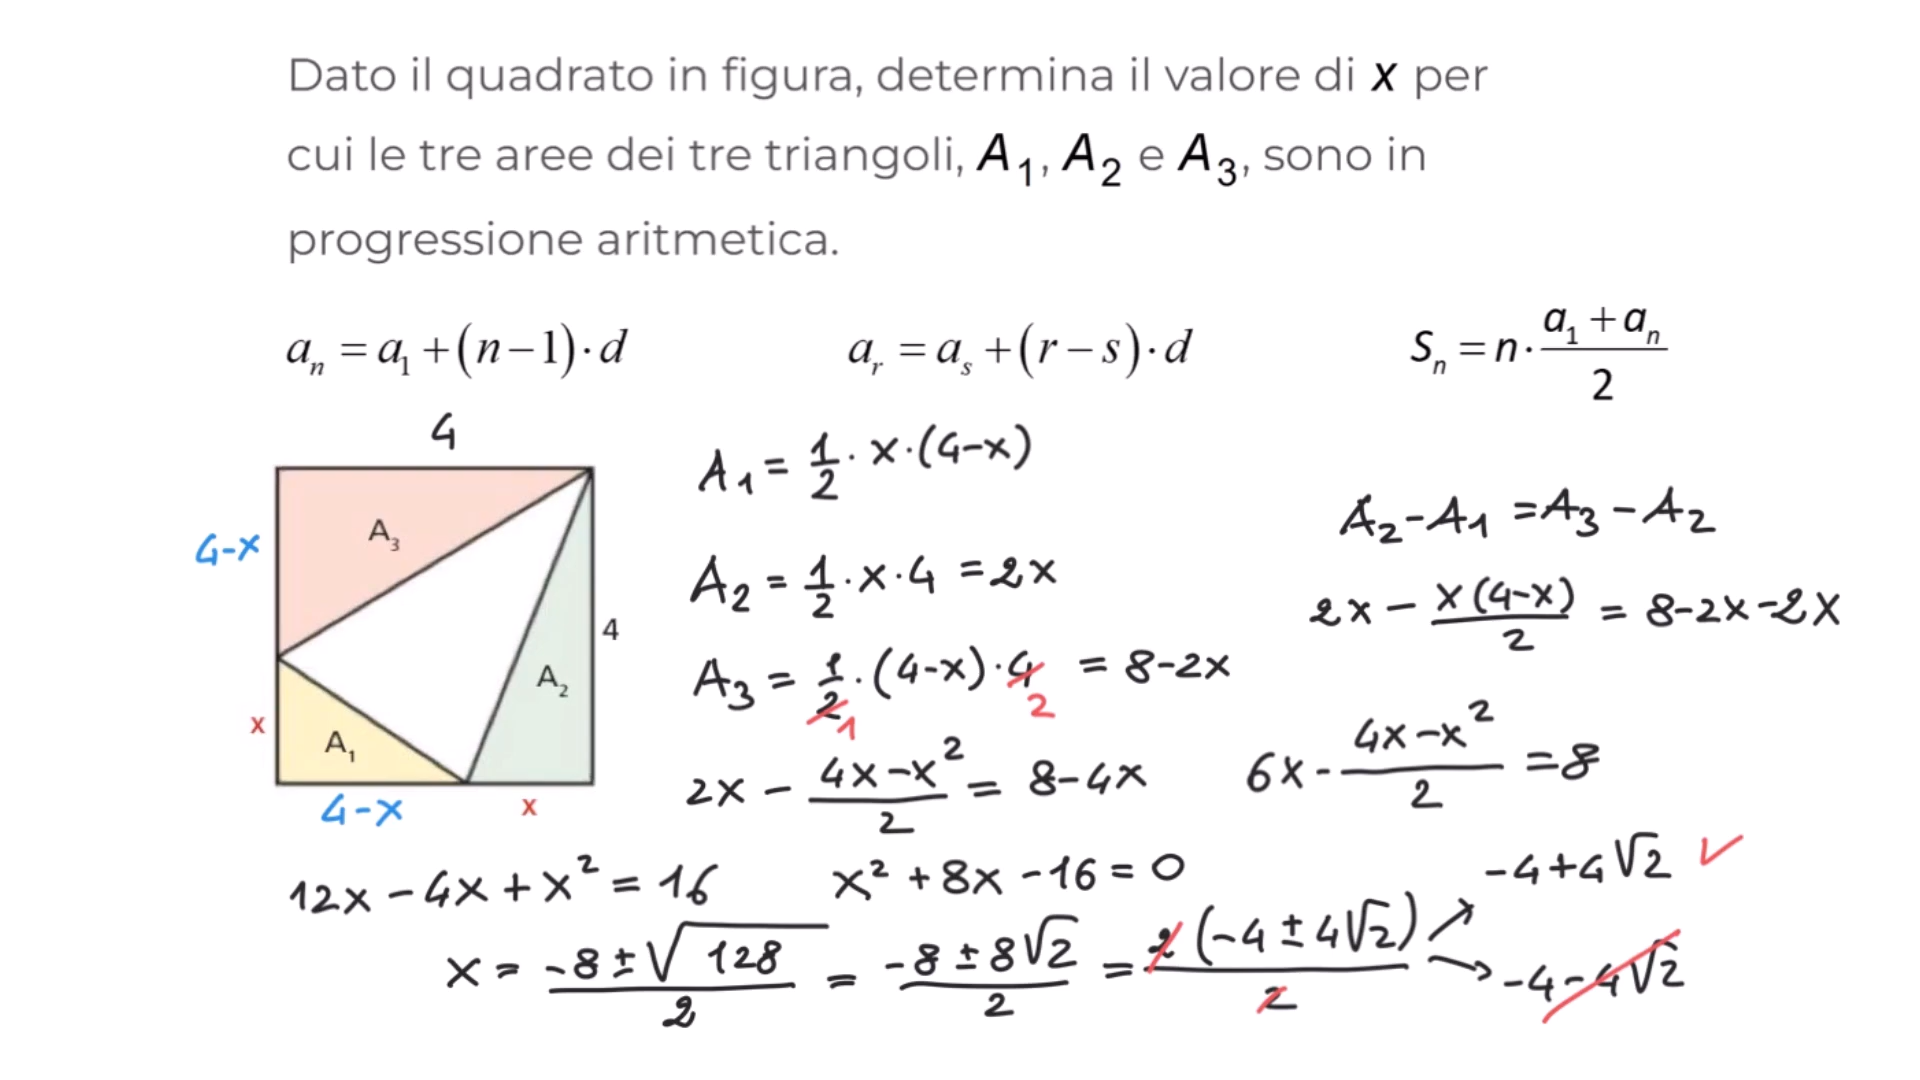 Dato il quadrato in figura, determina il valore di x per
cui le tre aree dei tre triangoli, A₁, A₂ e A₃, sono in
progressione aritmetica.
aₙ = a₁ + (n − 1) · d
aᵣ = aₛ + (r − s) · d
Sₙ = n · (a₁ + aₙ)/2
4
4-x
A₃
4
A₂
x
A₁
4-x
x
A₁ = 1/2 · x · (4-x)
A₂ = 1/2 · x · 4 = 2x
A₃ = 1/2 · (4-x) · 4 = 8-2x
1 2
A₂ - A₁ = A₃ - A₂
2x - x(4-x)/2 = 8-2x-2x
2x - (4x-x²)/2 = 8-4x
6x - (4x-x²)/2 = 8
12x - 4x + x² = 16
x² + 8x - 16 = 0
x = (-8 ± √128)/2 = (-8 ± 8√2)/2 = 2(-4 ± 4√2)/2
-4+4√2 ✓
-4-4√2